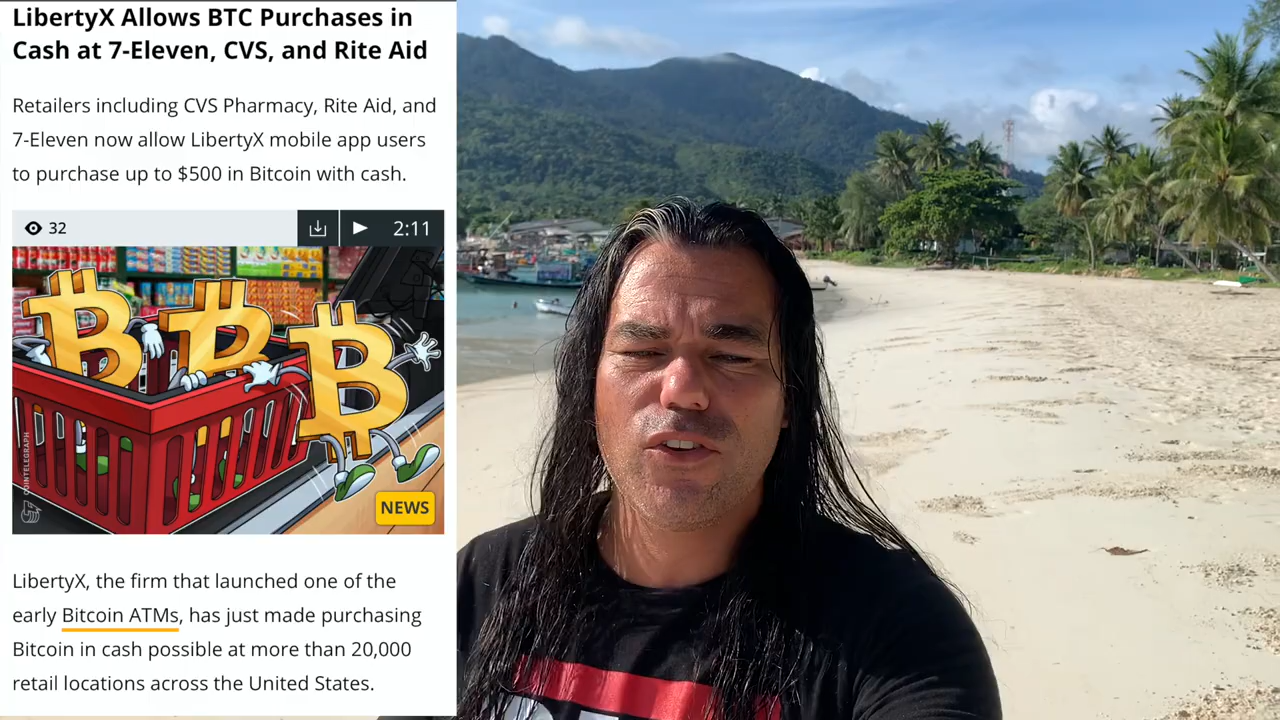 LibertyX Allows BTC Purchases in
Cash at 7-Eleven, CVS, and Rite Aid
Retailers including CVS Pharmacy, Rite Aid, and
7-Eleven now allow LibertyX mobile app users
to purchase up to $500 in Bitcoin with cash.
32
2:11
COINTELEGRAPH
NEWS
LibertyX, the firm that launched one of the
early Bitcoin ATMs, has just made purchasing
Bitcoin in cash possible at more than 20,000
retail locations across the United States.